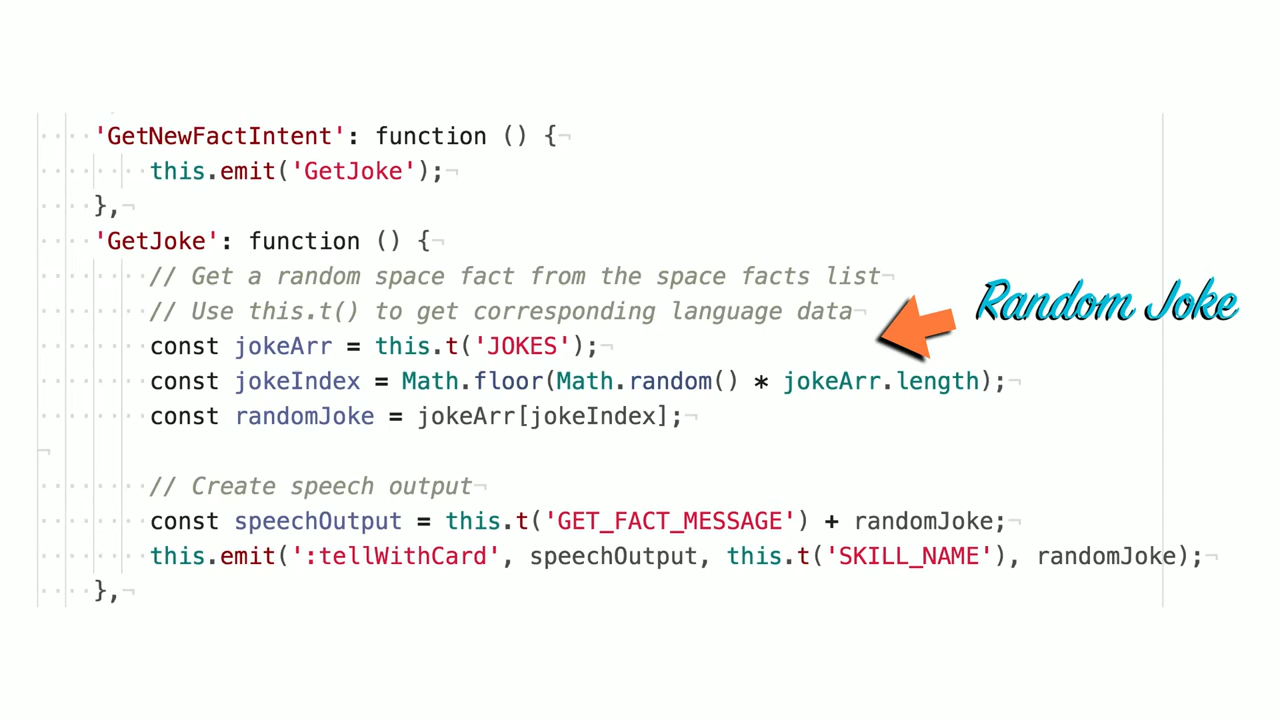 'GetNewFactIntent': function () {
this.emit('GetJoke');
},
'GetJoke': function () {
// Get a random space fact from the space facts list
// Use this.t() to get corresponding language data
Random Joke
const jokeArr = this.t('JOKES');
const jokeIndex = Math.floor(Math.random() * jokeArr.length);
const randomJoke = jokeArr[jokeIndex];
// Create speech output
const speechOutput = this.t('GET_FACT_MESSAGE') + randomJoke;
this.emit(':tellWithCard', speechOutput, this.t('SKILL_NAME'), randomJoke);
},